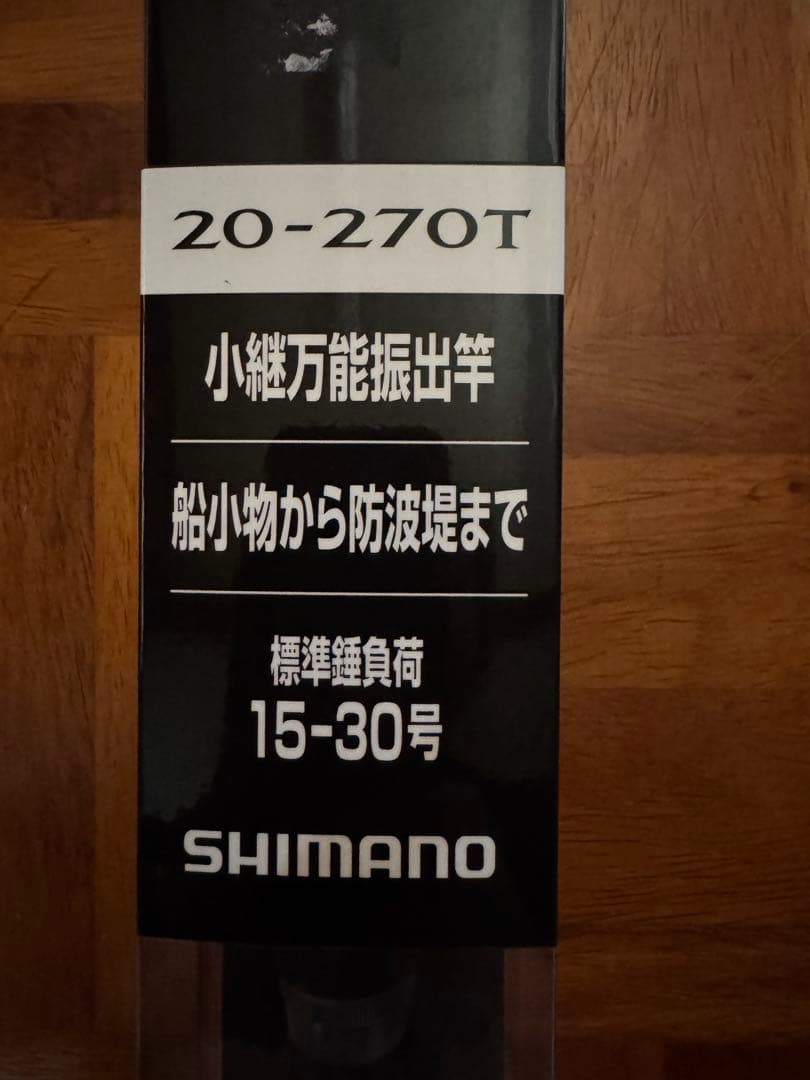 20-270T
小継万能振出竿
船小物から防波堤まで
標準錘負荷
15-30号
SHIMANO